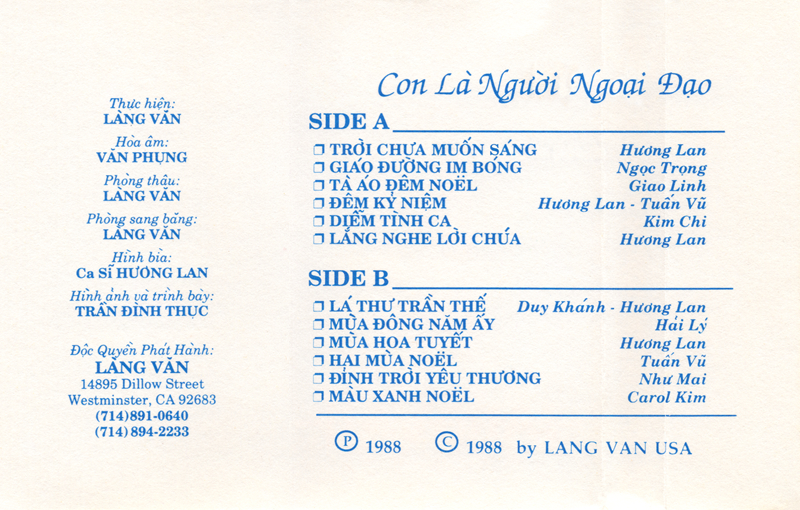 Con Là Người Ngoại Đạo
Thực hiện:
LÀNG VĂN
Hòa âm:
VĂN PHỤNG
Phòng thâu:
LÀNG VĂN
Phòng sang băng:
LÀNG VĂN
Hình bìa:
Ca Sĩ HƯƠNG LAN
Hình ảnh và trình bày:
TRẦN ĐÌNH THỤC
Độc Quyền Phát Hành:
LÀNG VĂN
14895 Dillow Street
Westminster, CA 92683
(714) 891-0640
(714) 894-2233
SIDE A
❒ TRỜI CHƯA MUỐN SÁNG Hương Lan
❒ GIÁO ĐƯỜNG IM BÓNG Ngọc Trọng
❒ TÀ ÁO ĐÊM NOËL Giao Linh
❒ ĐÊM KỶ NIỆM Hương Lan - Tuấn Vũ
❒ DIỄM TÌNH CA Kim Chi
❒ LẮNG NGHE LỜI CHÚA Hương Lan
SIDE B
❒ LÁ THƯ TRẦN THẾ Duy Khánh - Hương Lan
❒ MÙA ĐÔNG NĂM ẤY Hải Lý
❒ MÙA HOA TUYẾT Hương Lan
❒ HAI MÙA NOËL Tuấn Vũ
❒ ĐỈNH TRỜI YÊU THƯƠNG Như Mai
❒ MÀU XANH NOËL Carol Kim
Ⓟ 1988 © 1988 by LANG VAN USA